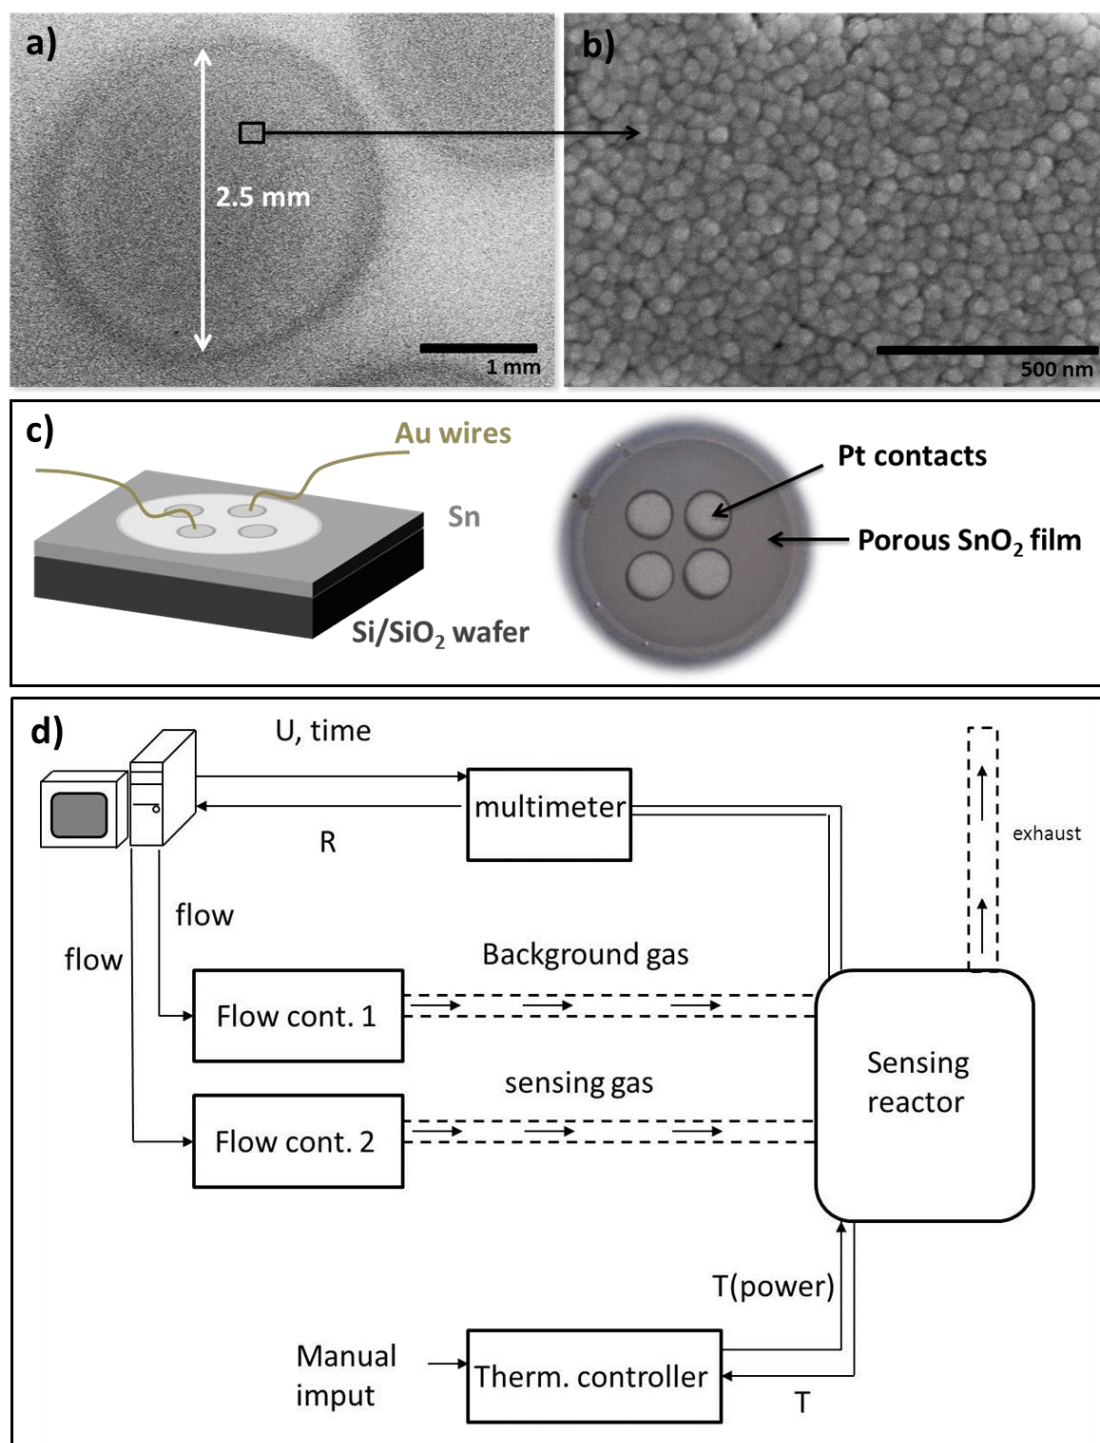 a)
2.5 mm
1 mm
b)
500 nm
c)
Au wires
Sn
Si/SiO₂ wafer
Pt contacts
Porous SnO₂ film
d)
U, time
multimeter
R
exhaust
flow
flow
Background gas
Flow cont. 1
sensing gas
Flow cont. 2
Sensing
reactor
T(power)
Manual
imput
Therm. controller
T